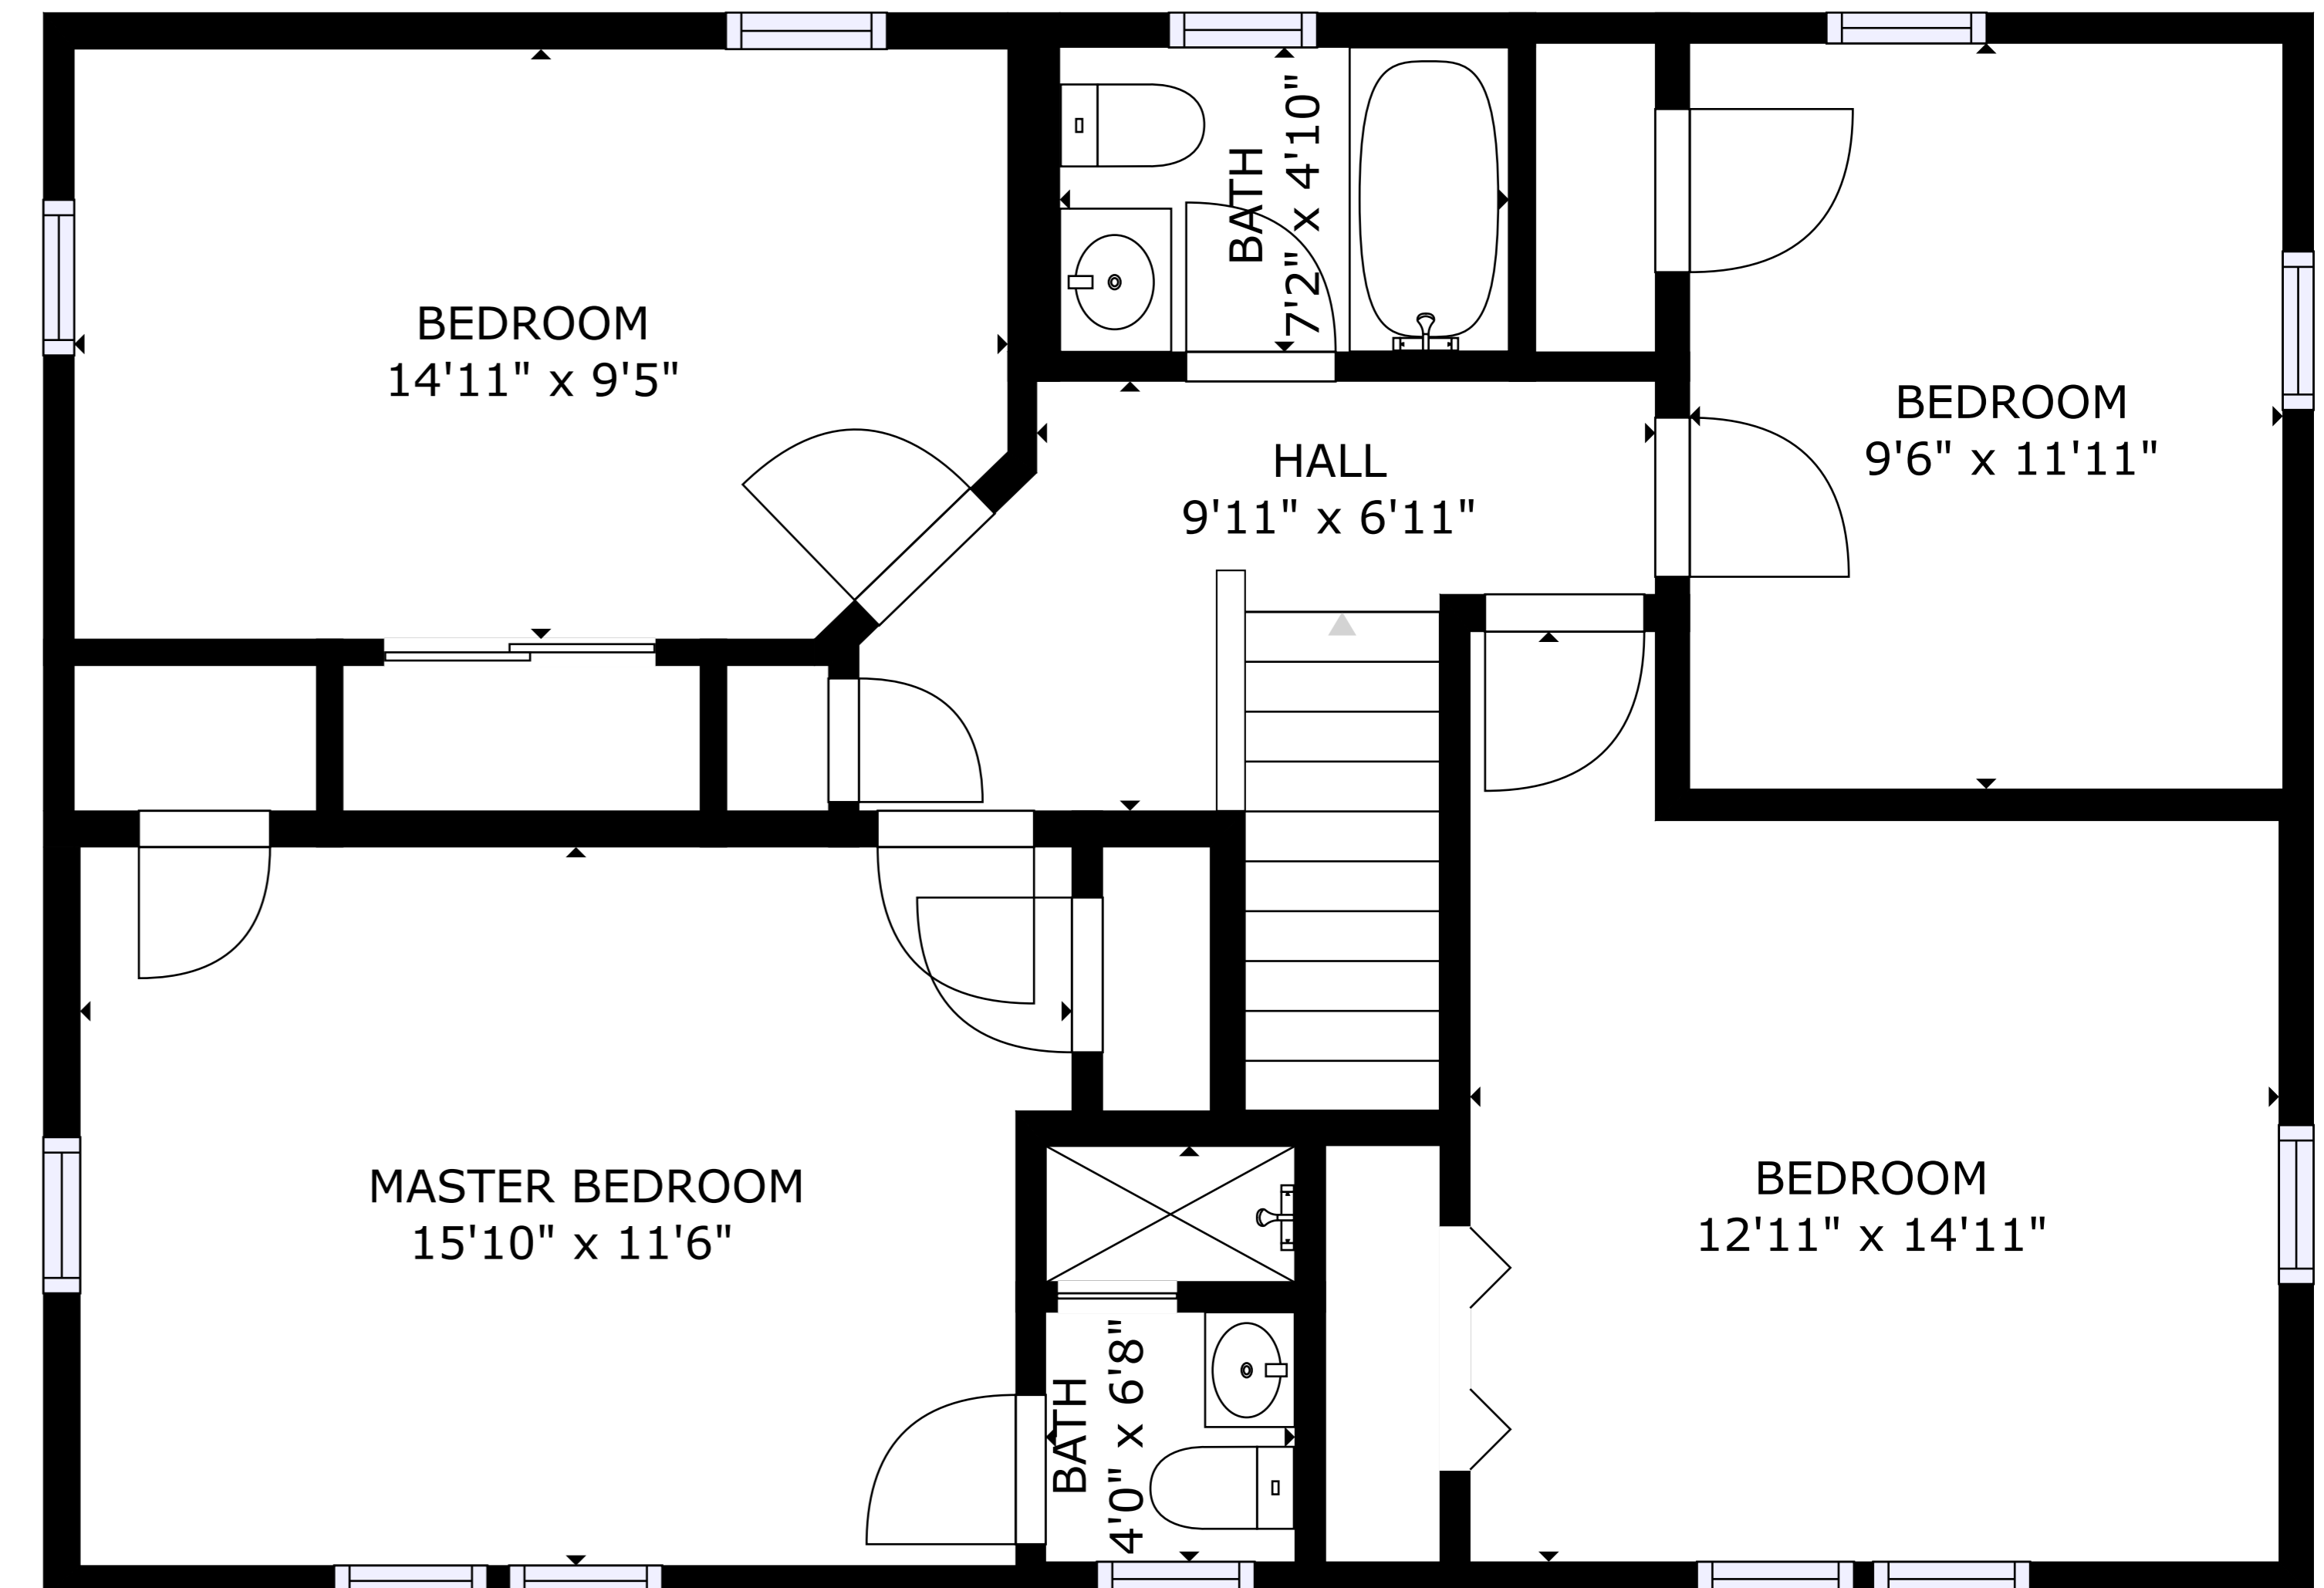 BEDROOM
14'11" x 9'5"
BATH
7'2" x 4'10"
HALL
9'11" x 6'11"
BEDROOM
9'6" x 11'11"
MASTER BEDROOM
15'10" x 11'6"
BATH
4'0" x 6'8"
BEDROOM
12'11" x 14'11"